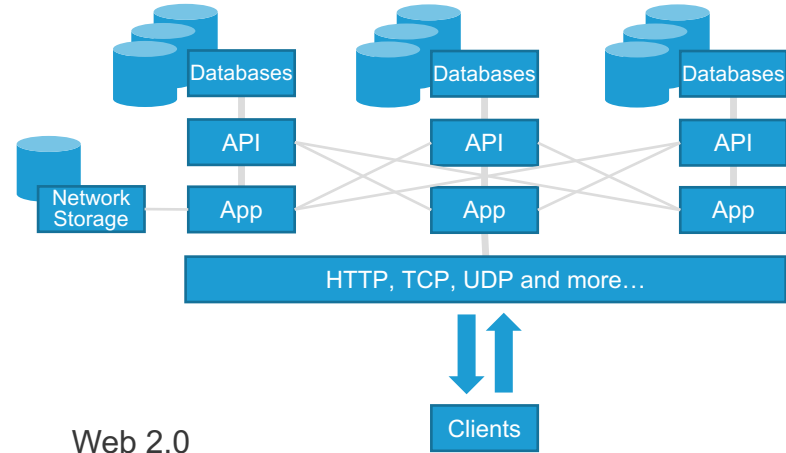 Databases
Databases
Databases
API
API
API
Network
Storage
App
App
App
HTTP, TCP, UDP and more…
Clients
Web 2.0